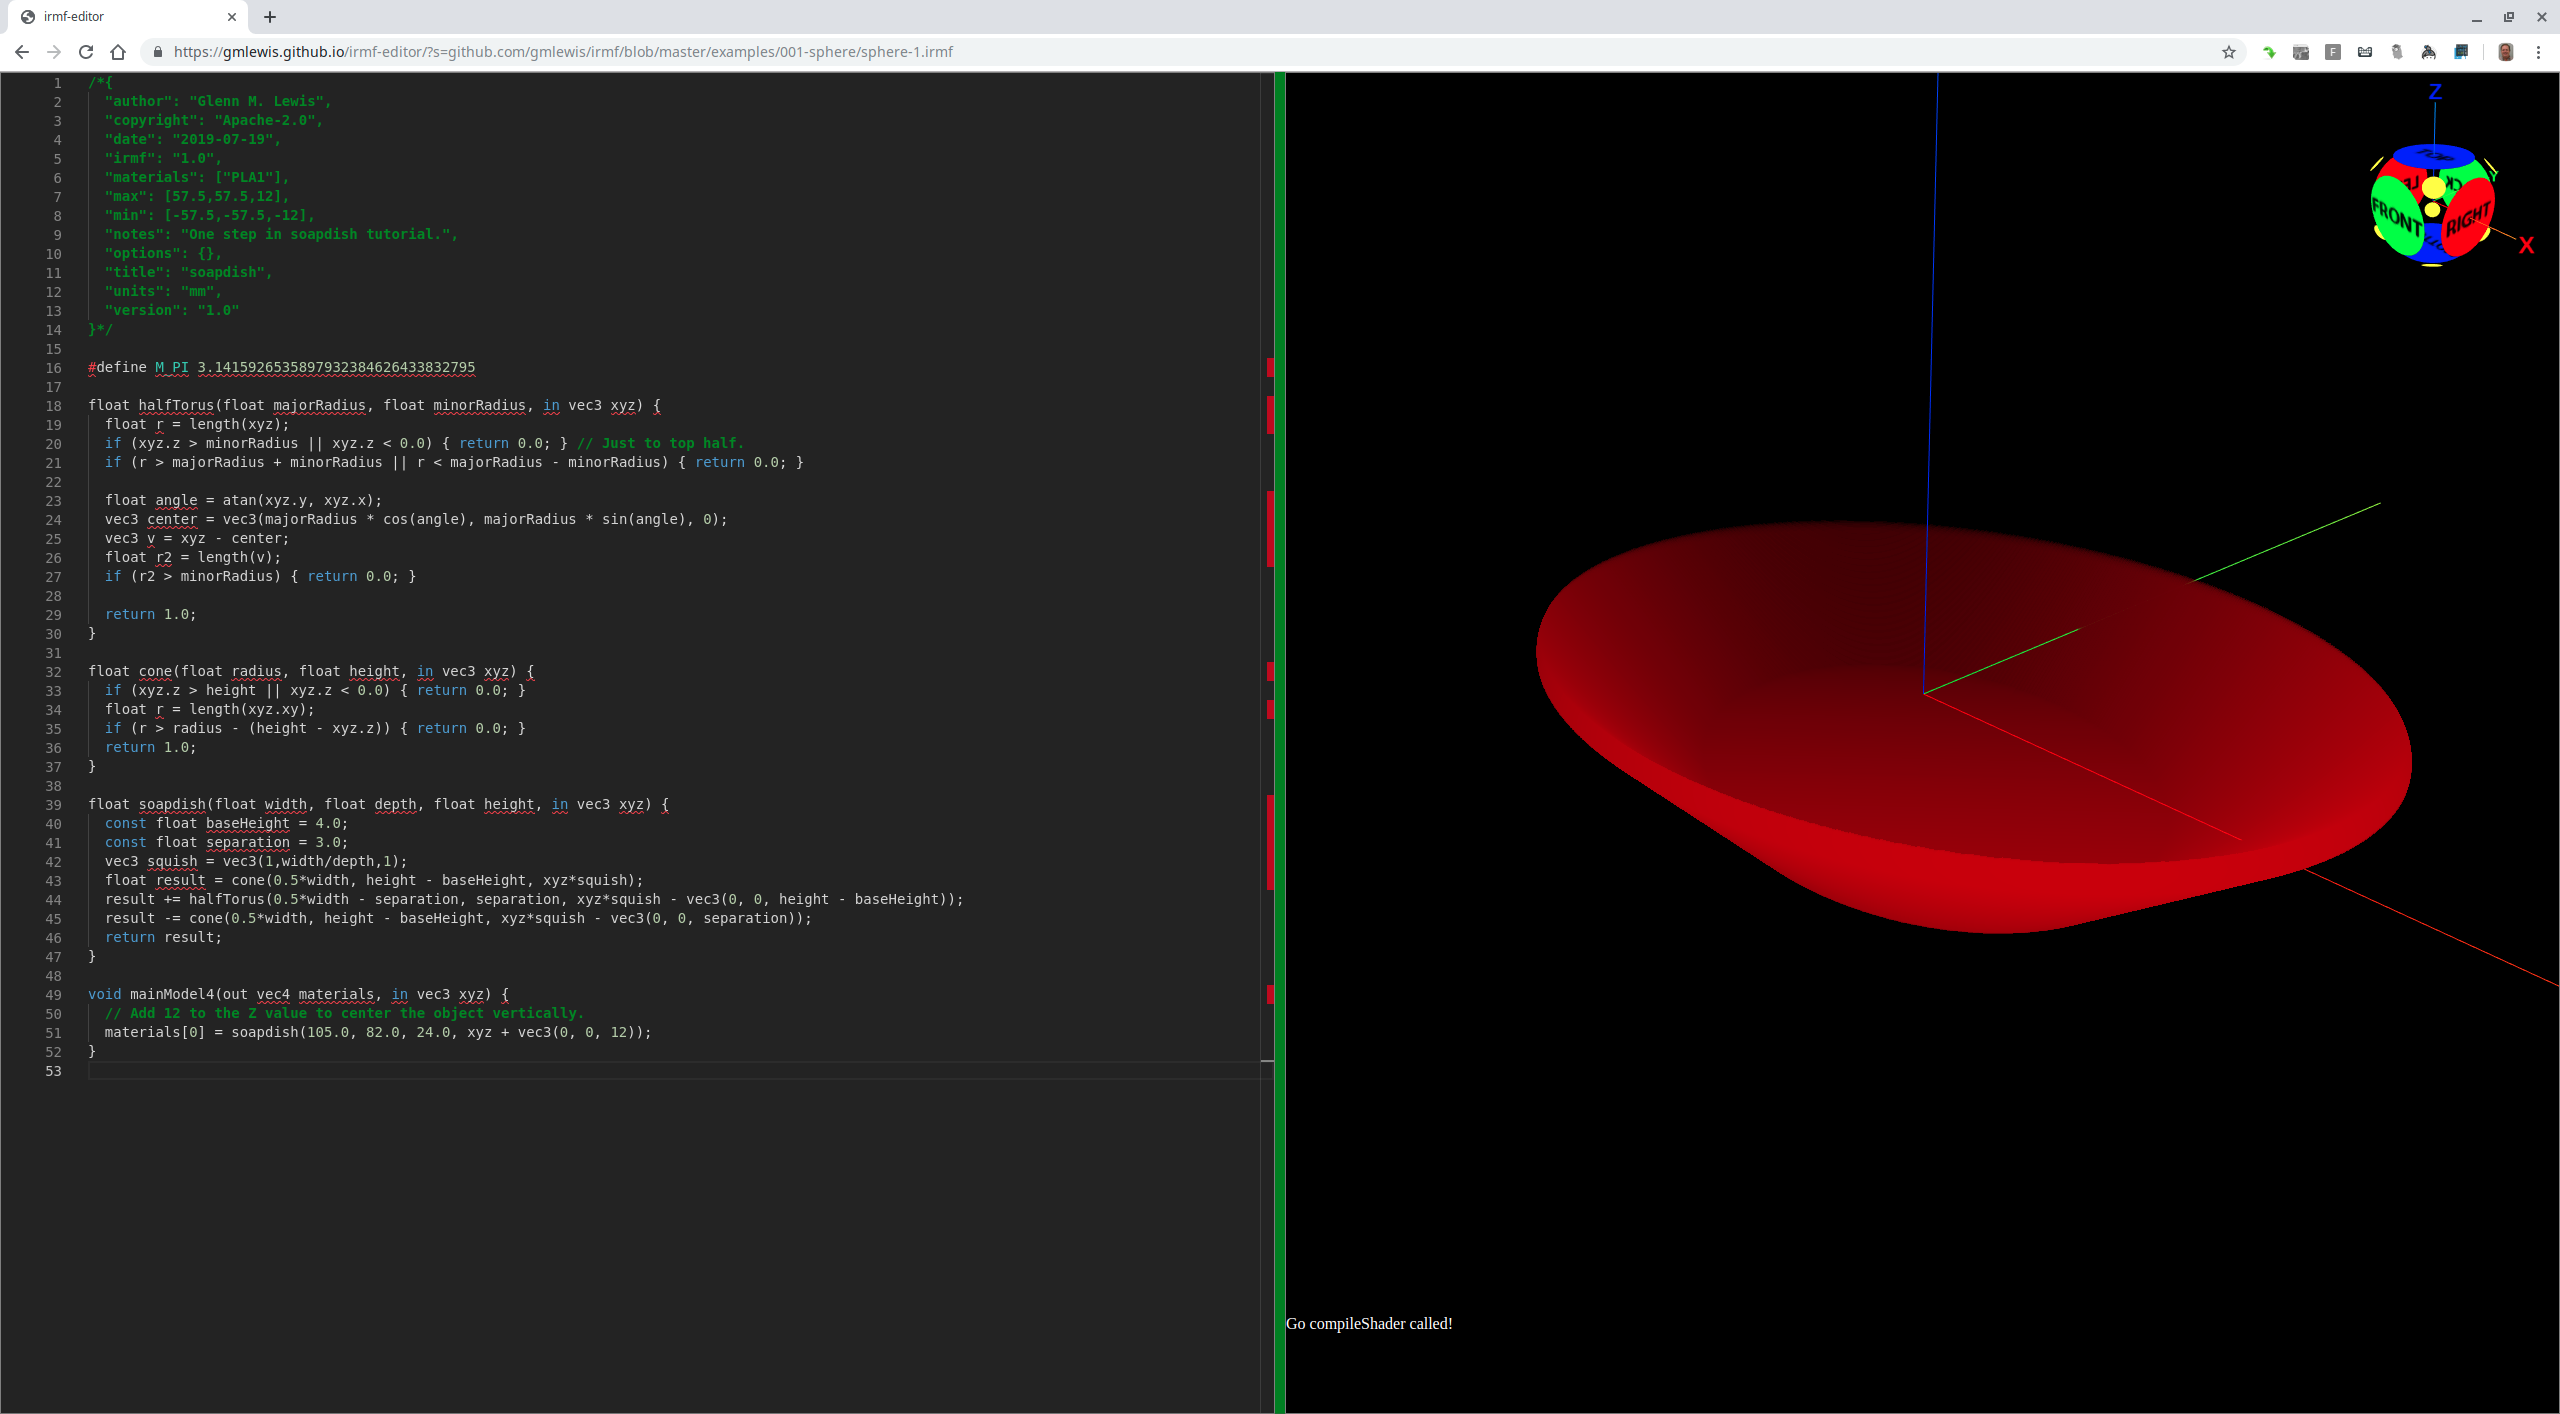 irmf-editor
https://gmlewis.github.io/irmf-editor/?s=github.com/gmlewis/irmf/blob/master/examples/001-sphere/sphere-1.irmf
F
1 /*{
2   "author": "Glenn M. Lewis",
3   "copyright": "Apache-2.0",
4   "date": "2019-07-19",
5   "irmf": "1.0",
6   "materials": ["PLA1"],
7   "max": [57.5,57.5,12],
8   "min": [-57.5,-57.5,-12],
9   "notes": "One step in soapdish tutorial.",
10   "options": {},
11   "title": "soapdish",
12   "units": "mm",
13   "version": "1.0"
14 }*/
15
16 #define M_PI 3.1415926535897932384626433832795
17
18 float halfTorus(float majorRadius, float minorRadius, in vec3 xyz) {
19   float r = length(xyz);
20   if (xyz.z > minorRadius || xyz.z < 0.0) { return 0.0; } // Just to top half.
21   if (r > majorRadius + minorRadius || r < majorRadius - minorRadius) { return 0.0; }
22
23   float angle = atan(xyz.y, xyz.x);
24   vec3 center = vec3(majorRadius * cos(angle), majorRadius * sin(angle), 0);
25   vec3 v = xyz - center;
26   float r2 = length(v);
27   if (r2 > minorRadius) { return 0.0; }
28
29   return 1.0;
30 }
31
32 float cone(float radius, float height, in vec3 xyz) {
33   if (xyz.z > height || xyz.z < 0.0) { return 0.0; }
34   float r = length(xyz.xy);
35   if (r > radius - (height - xyz.z)) { return 0.0; }
36   return 1.0;
37 }
38
39 float soapdish(float width, float depth, float height, in vec3 xyz) {
40   const float baseHeight = 4.0;
41   const float separation = 3.0;
42   vec3 squish = vec3(1,width/depth,1);
43   float result = cone(0.5*width, height - baseHeight, xyz*squish);
44   result += halfTorus(0.5*width - separation, separation, xyz*squish - vec3(0, 0, height - baseHeight));
45   result -= cone(0.5*width, height - baseHeight, xyz*squish - vec3(0, 0, separation));
46   return result;
47 }
48
49 void mainModel4(out vec4 materials, in vec3 xyz) {
50   // Add 12 to the Z value to center the object vertically.
51   materials[0] = soapdish(105.0, 82.0, 24.0, xyz + vec3(0, 0, 12));
52 }
53
Z
TOP
Y
FRONT
RIGHT
X
Go compileShader called!